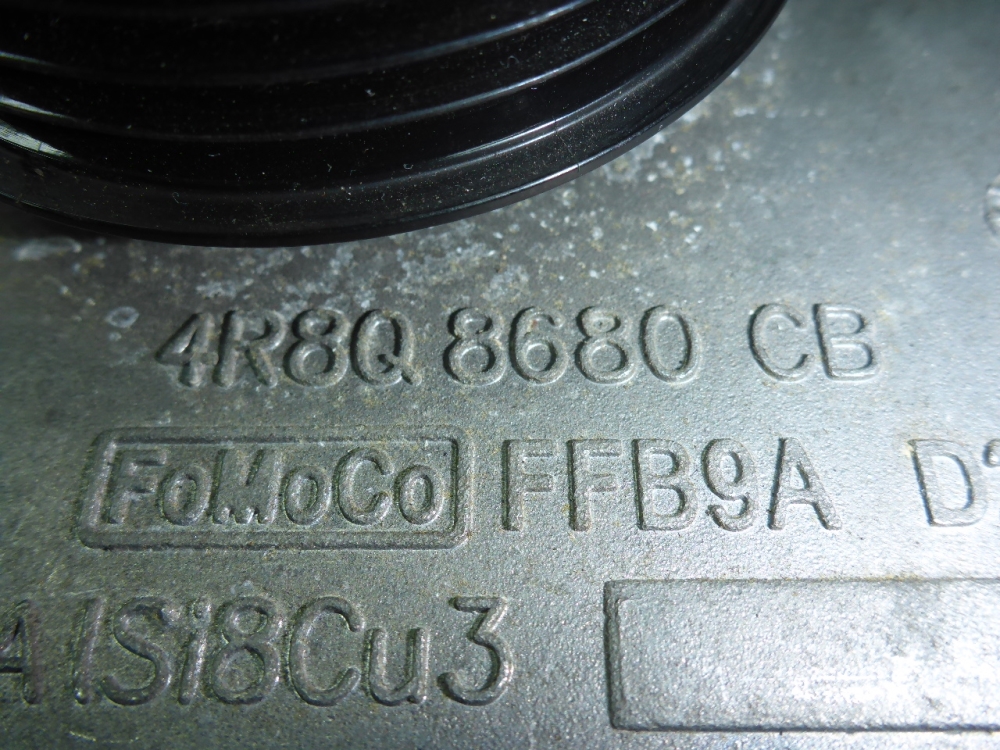 4R8Q 8680 CB
FoMoCo FFB9A D
AlSi8Cu3